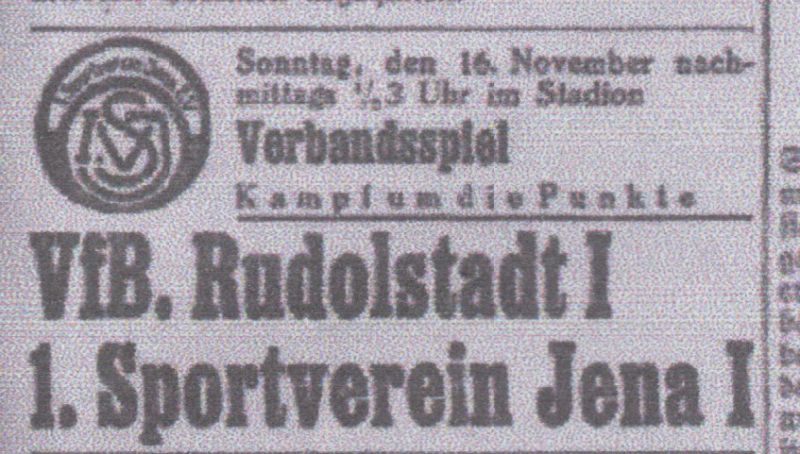 Sonntag, den 16. November nach-
mittags ½3 Uhr im Stadion
Verbandsspiel
Kampf um die Punkte
VfB. Rudolstadt I
1. Sportverein Jena I